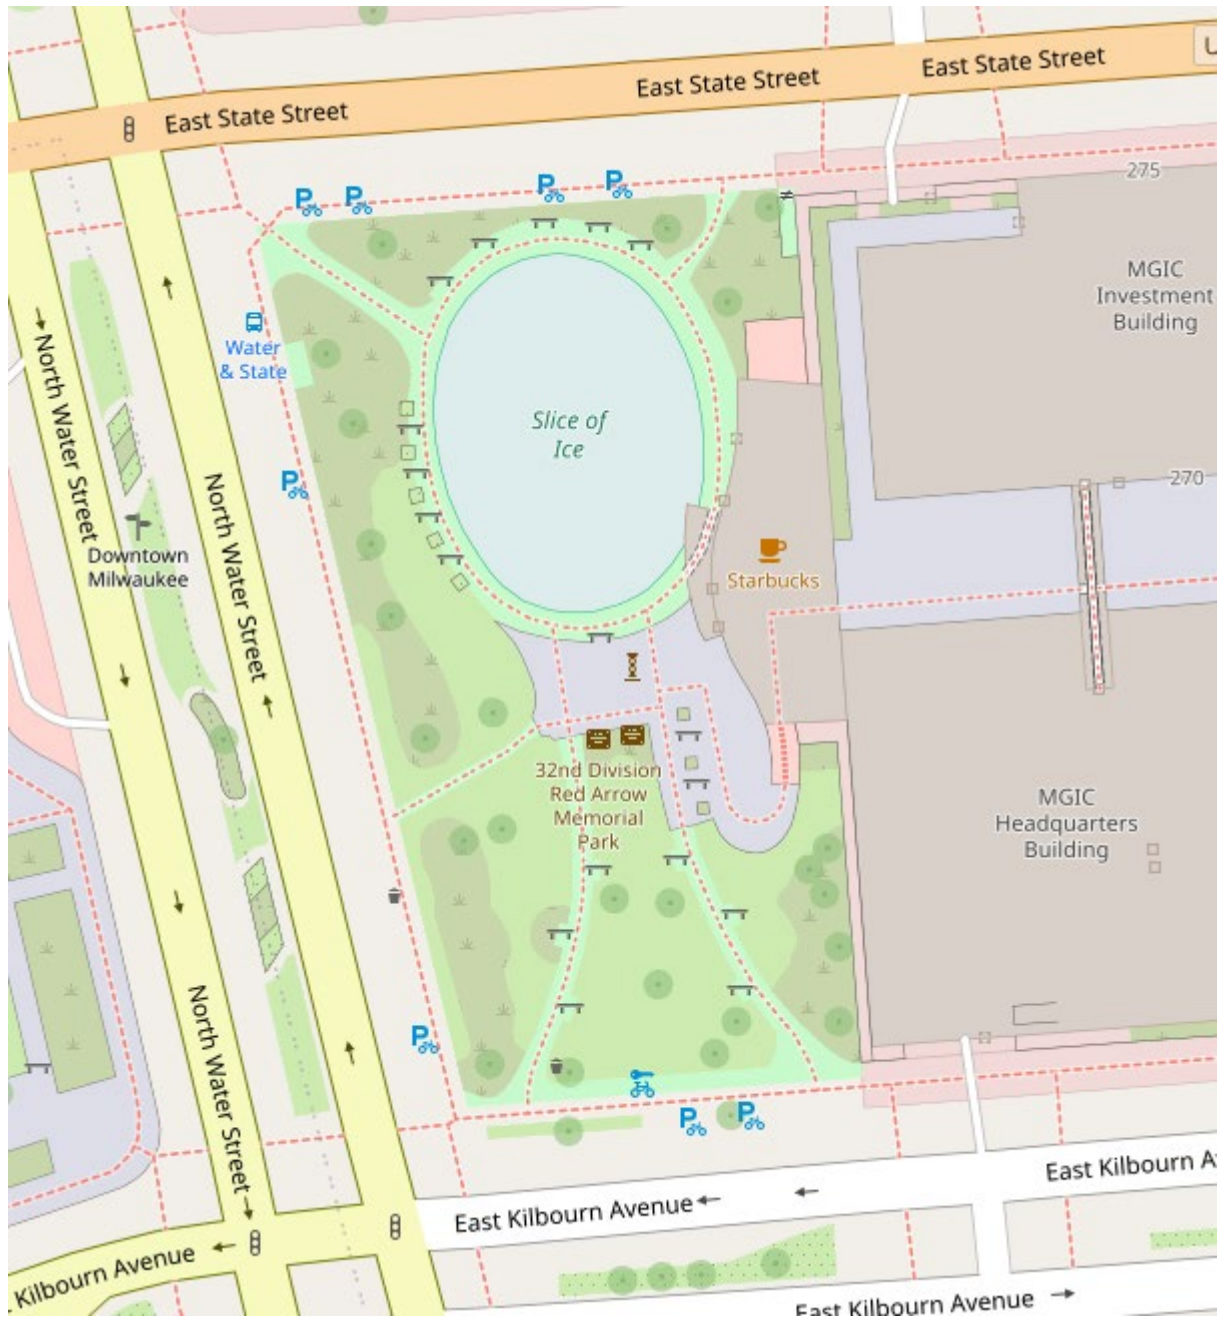 East State Street
East State Street
East State Street
U
275
P
P
P
P
MGIC
Investment
Building
Water
& State
North Water Street
Slice of
Ice
P
North Water Street
270
Downtown
Milwaukee
Starbucks
32nd Division
Red Arrow
Memorial
Park
MGIC
Headquarters
Building
North Water Street
P
P
P
East Kilbourn A
East Kilbourn Avenue
Kilbourn Avenue
East Kilbourn Avenue